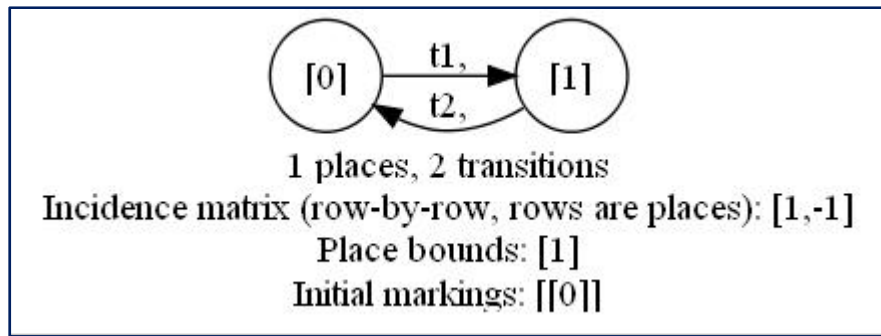 [0]
t1,
[1]
t2,
1 places, 2 transitions
Incidence matrix (row-by-row, rows are places): [1,-1]
Place bounds: [1]
Initial markings: [[0]]